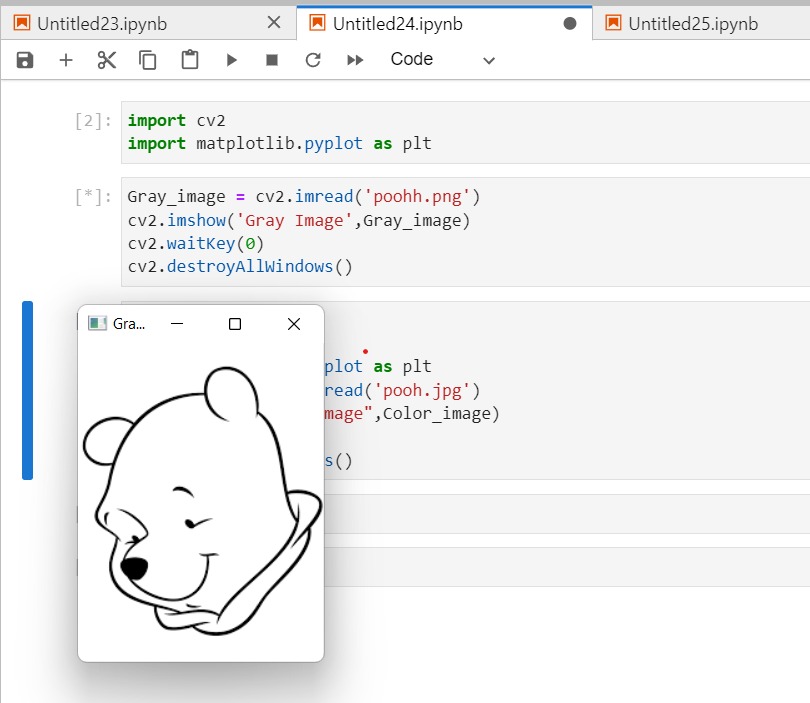 Untitled23.ipynb
Untitled24.ipynb
Untitled25.ipynb
Code
[2]:
import cv2
import matplotlib.pyplot as plt
[*]:
Gray_image = cv2.imread('poohh.png')
cv2.imshow('Gray Image',Gray_image)
cv2.waitKey(0)
cv2.destroyAllWindows()
Gra...
plot as plt
read('pooh.jpg')
mage",Color_image)
s()